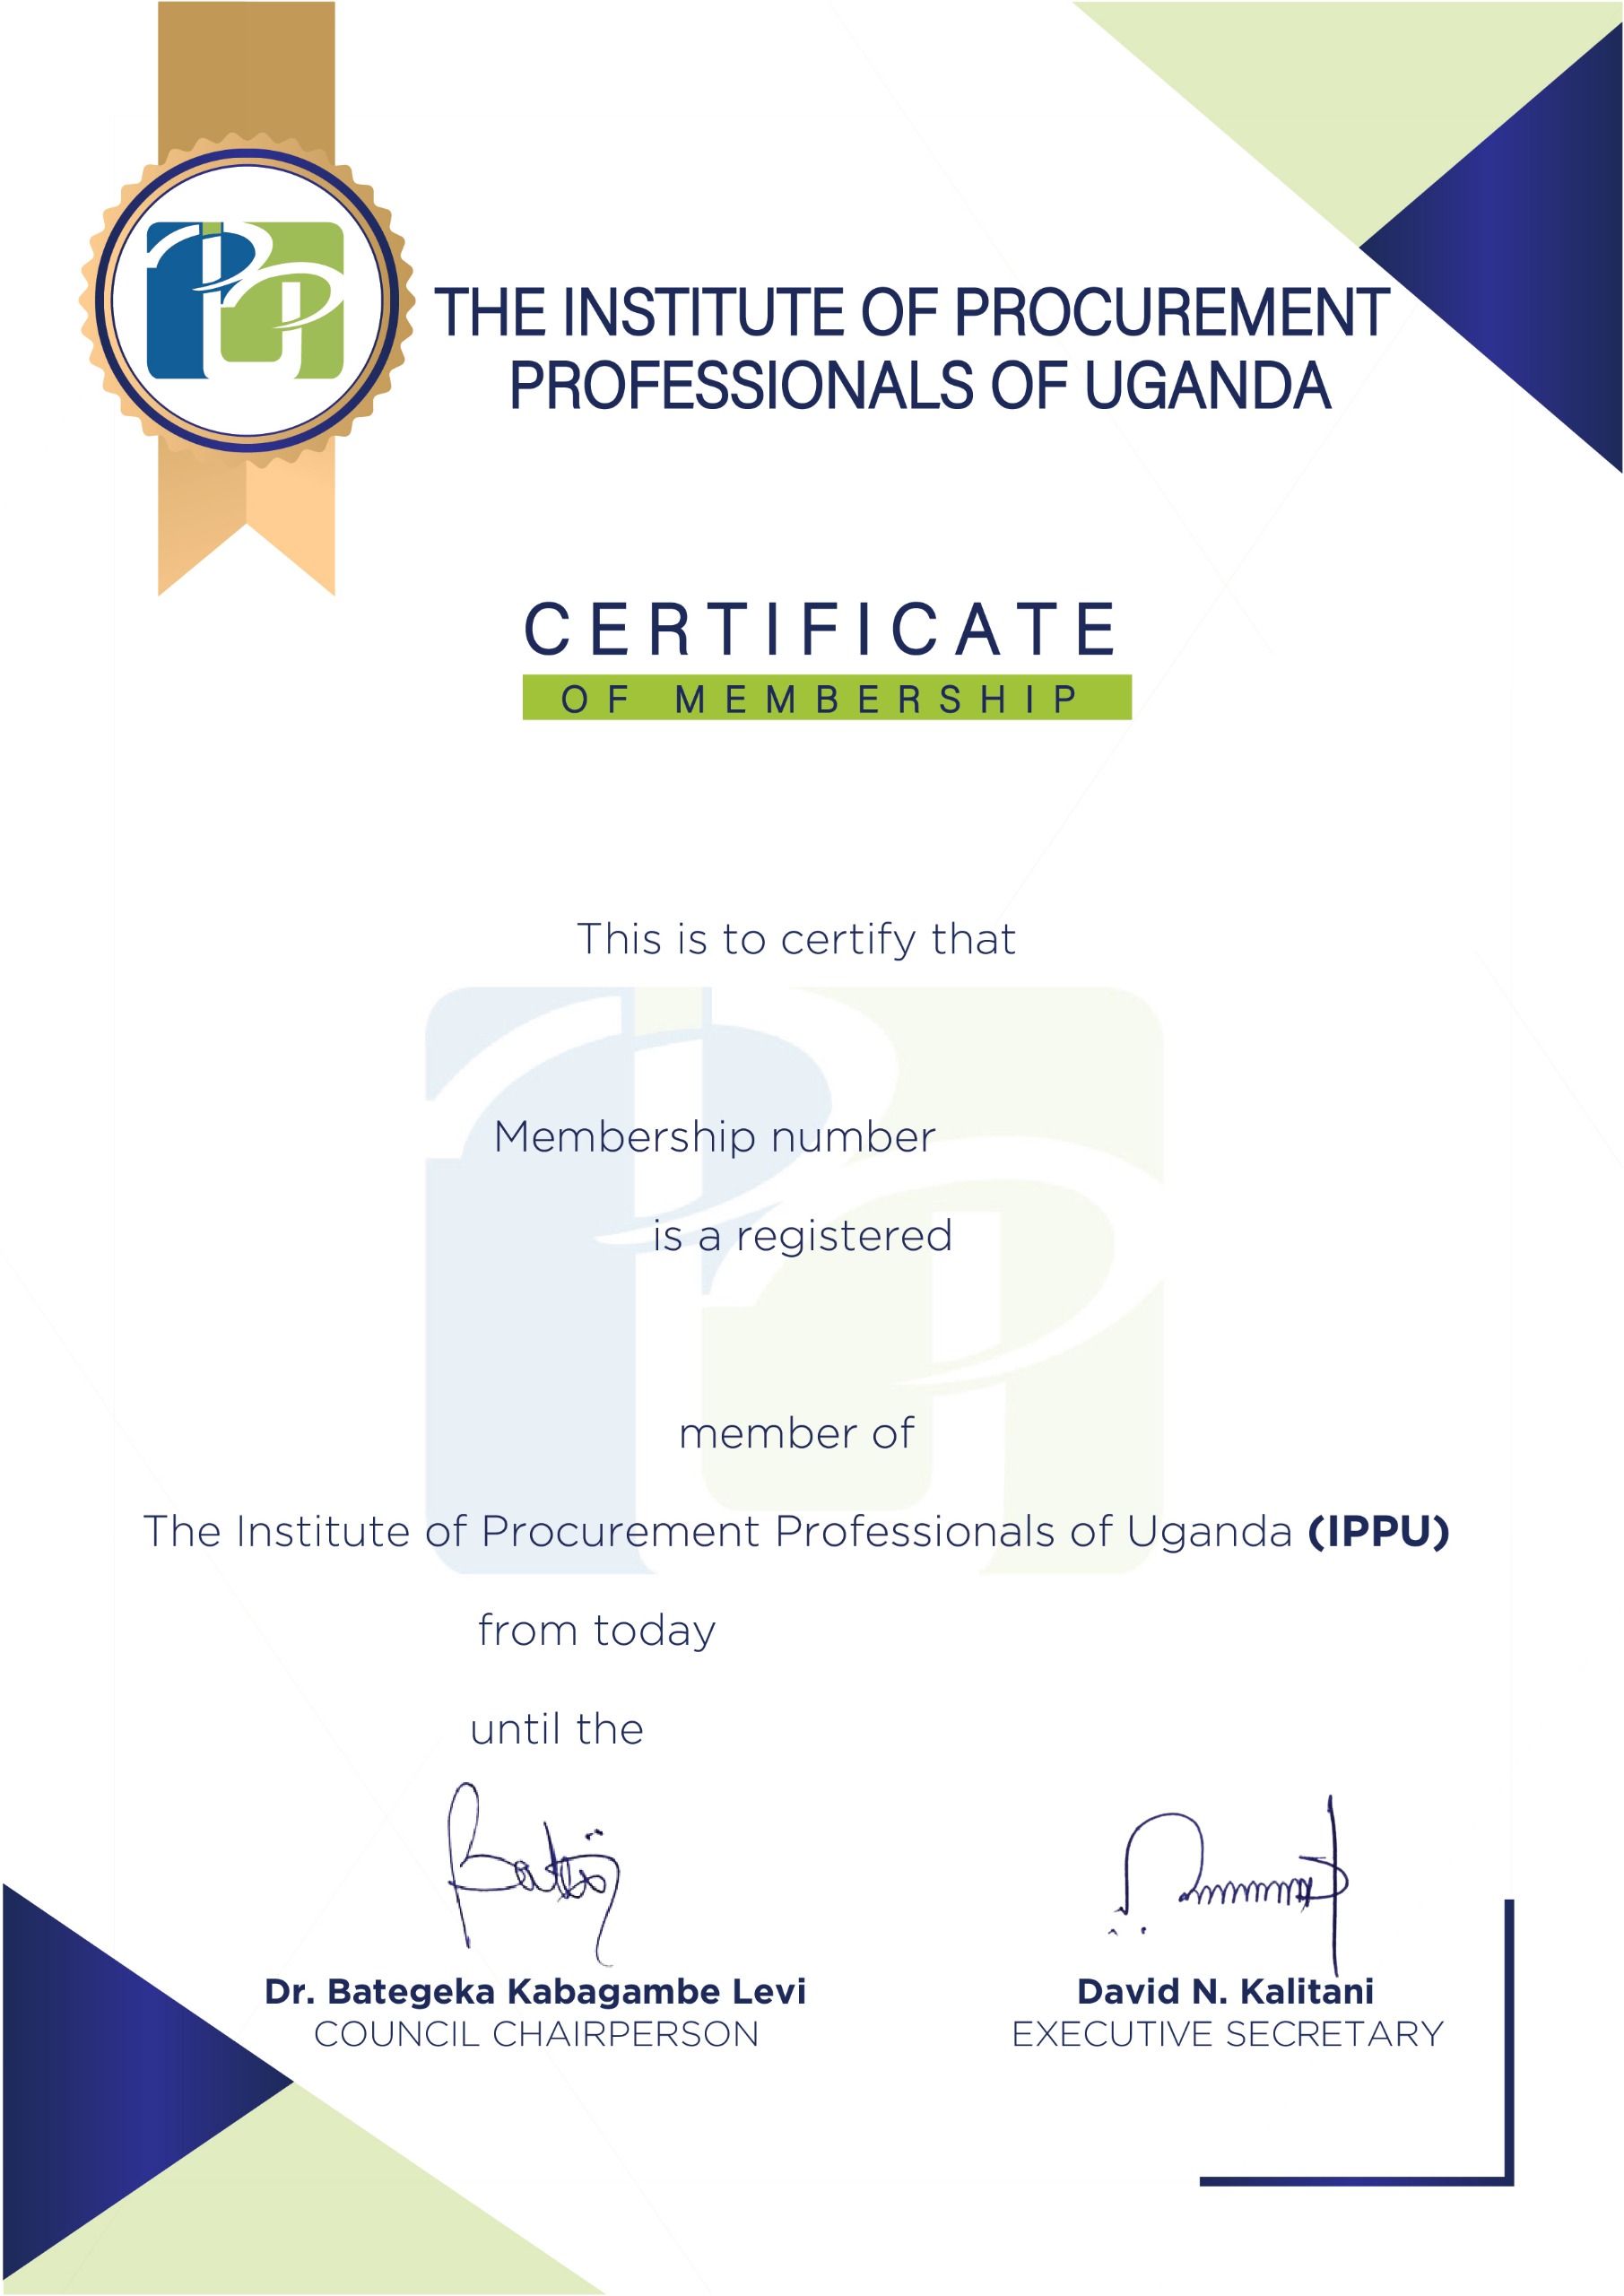 THE INSTITUTE OF PROCUREMENT
PROFESSIONALS OF UGANDA
CERTIFICATE
OF MEMBERSHIP
This is to certify that
Membership number
is a registered
member of
The Institute of Procurement Professionals of Uganda (IPPU)
from today
until the
Dr. Bategeka Kabagambe Levi
COUNCIL CHAIRPERSON
David N. Kalitani
EXECUTIVE SECRETARY